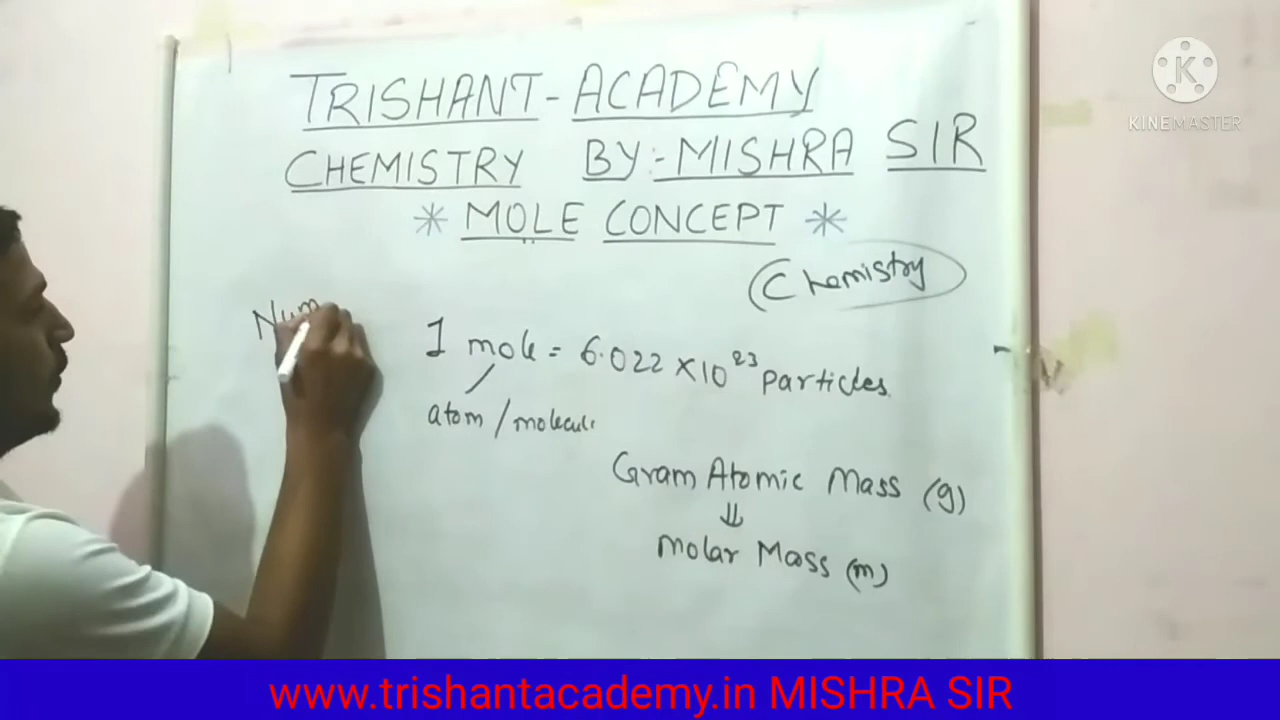 TRISHANT-ACADEMY
CHEMISTRY BY:-MISHRA SIR
* MOLE CONCEPT *
Chemistry
Num
1 mole = 6.022 × 10²³ particles
atom / molecule
Gram Atomic Mass (g)
⇓
Molar Mass (m)
K
KINEMASTER
www.trishantacademy.in MISHRA SIR